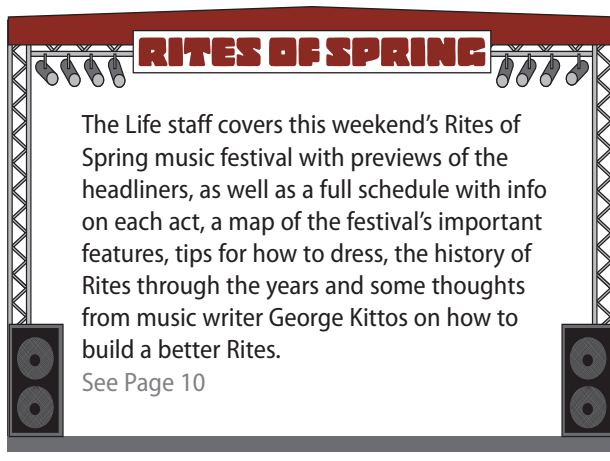 RITES OF SPRING
The Life staff covers this weekend’s Rites of
Spring music festival with previews of the
headliners, as well as a full schedule with info
on each act, a map of the festival’s important
features, tips for how to dress, the history of
Rites through the years and some thoughts
from music writer George Kittos on how to
build a better Rites.
See Page 10